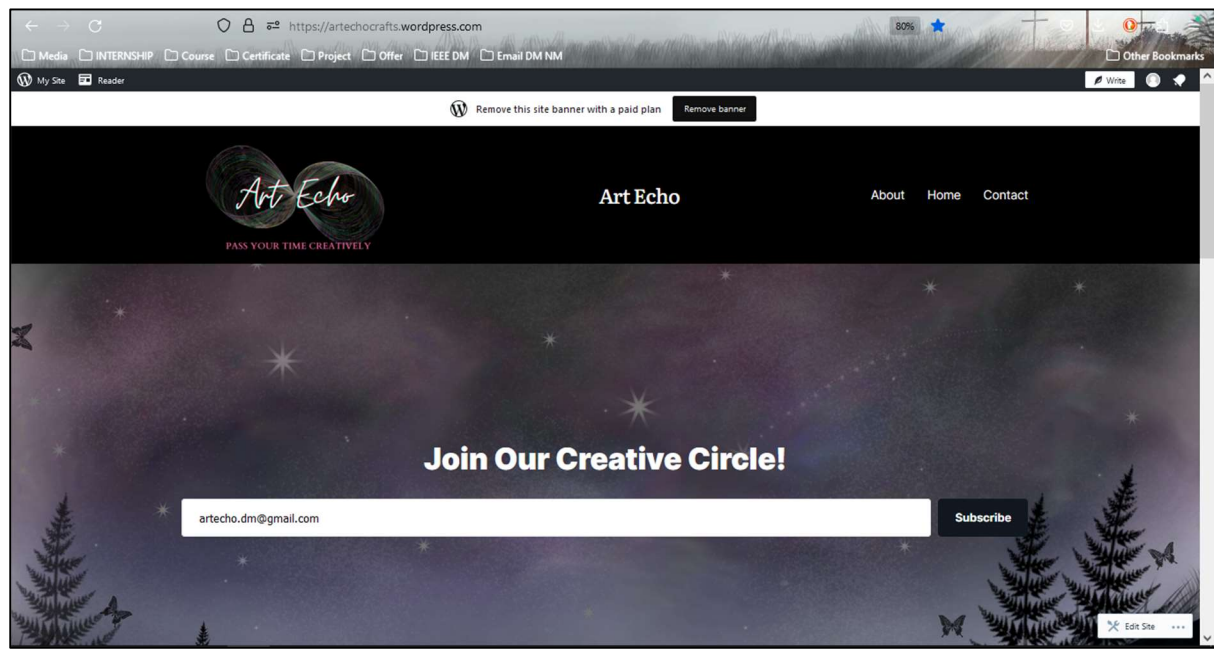 https://artechocrafts.wordpress.com 80%
Media INTERNSHIP Course Certificate Project Offer IEEE DM Email DM NM Other Bookmarks
My Site Reader Write
Remove this site banner with a paid plan Remove banner
Art Echo
PASS YOUR TIME CREATIVELY
Art Echo
About Home Contact
Join Our Creative Circle!
artecho.dm@gmail.com Subscribe
Edit Site